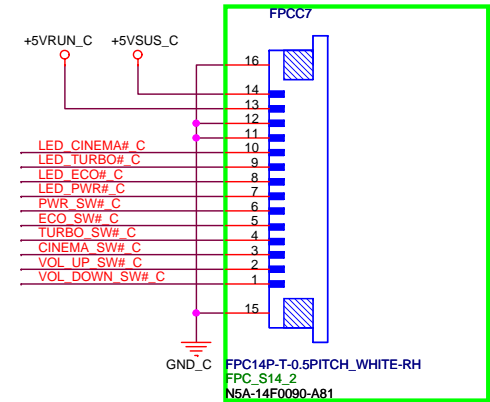 FPCC7
+5VRUN_C
+5VSUS_C
16
14
13
12
11
LED_CINEMA#_C 10
LED_TURBO#_C 9
LED_ECO#_C 8
LED_PWR#_C 7
PWR_SW#_C 6
ECO_SW#_C 5
TURBO_SW#_C 4
CINEMA_SW#_C 3
VOL_UP_SW#_C 2
VOL_DOWN_SW#_C 1
15
GND_C
FPC14P-T-0.5PITCH_WHITE-RH
FPC_S14_2
N5A-14F0090-A81